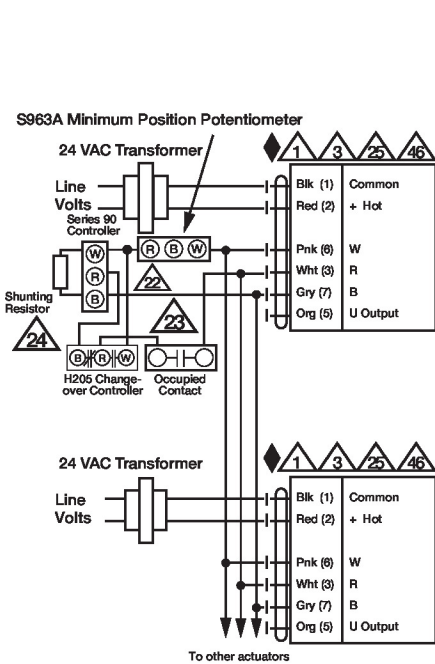 S963A Minimum Position Potentiometer
24 VAC Transformer
1 3 25 46
Line
Volts
Blk (1) Common
Red (2) + Hot
Series 90
Controller
W
R
B
R B W
Pnk (6) W
Wht (3) R
Gry (7) B
Org (5) U Output
22
Shunting
Resistor
24
23
B R W
H205 Change-
over Controller
Occupied
Contact
24 VAC Transformer
1 3 25 46
Line
Volts
Blk (1) Common
Red (2) + Hot
Pnk (6) W
Wht (3) R
Gry (7) B
Org (5) U Output
To other actuators